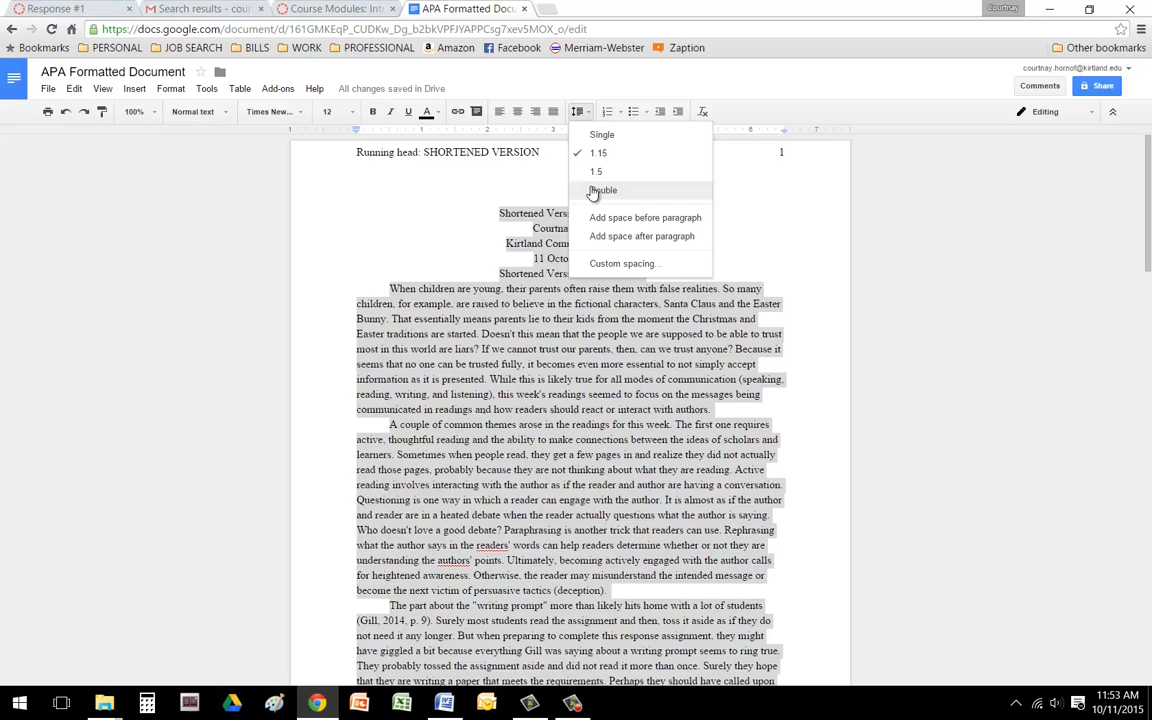 Response #1
Search results - cour
Course Modules: Intr
APA Formatted Docume
Courtnay
https://docs.google.com/document/d/161GMKEqP_CUDKw_Dg_b2bkVPFJYAPPCsg7xev5MOX_o/edit
Bookmarks PERSONAL JOB SEARCH BILLS WORK PROFESSIONAL Amazon Facebook Merriam-Webster Zaption Other bookmarks
APA Formatted Document
courtnay.hornof@kirtland.edu
File Edit View Insert Format Tools Table Add-ons Help All changes saved in Drive
Comments Share
100% Normal text Times New... 12 B I U A Editing
1 1 2 3 6 7
Single
1.15
1.5
Double
Add space before paragraph
Add space after paragraph
Custom spacing...
Running head: SHORTENED VERSION 1
Shortened Versi
Courtna
Kirtland Comm
11 Octo
Shortened Versi
When children are young, their parents often raise them with false realities. So many
children, for example, are raised to believe in the fictional characters, Santa Claus and the Easter
Bunny. That essentially means parents lie to their kids from the moment the Christmas and
Easter traditions are started. Doesn't this mean that the people we are supposed to be able to trust
most in this world are liars? If we cannot trust our parents, then, can we trust anyone? Because it
seems that no one can be trusted fully, it becomes even more essential to not simply accept
information as it is presented. While this is likely true for all modes of communication (speaking,
reading, writing, and listening), this week's readings seemed to focus on the messages being
communicated in readings and how readers should react or interact with authors.
A couple of common themes arose in the readings for this week. The first one requires
active, thoughtful reading and the ability to make connections between the ideas of scholars and
learners. Sometimes when people read, they get a few pages in and realize they did not actually
read those pages, probably because they are not thinking about what they are reading. Active
reading involves interacting with the author as if the reader and author are having a conversation.
Questioning is one way in which a reader can engage with the author. It is almost as if the author
and reader are in a heated debate when the reader actually questions what the author is saying.
Who doesn't love a good debate? Paraphrasing is another trick that readers can use. Rephrasing
what the author says in the readers' words can help readers determine whether or not they are
understanding the authors' points. Ultimately, becoming actively engaged with the author calls
for heightened awareness. Otherwise, the reader may misunderstand the intended message or
become the next victim of persuasive tactics (deception).
The part about the "writing prompt" more than likely hits home with a lot of students
(Gill, 2014, p. 9). Surely most students read the assignment and then, toss it aside as if they do
not need it any longer. But when preparing to complete this response assignment, they might
have giggled a bit because everything Gill was saying about a writing prompt seems to ring true.
They probably tossed the assignment aside and did not read it more than once. Surely they hope
that they are writing a paper that meets the requirements. Perhaps they should have called upon
11:53 AM
10/11/2015